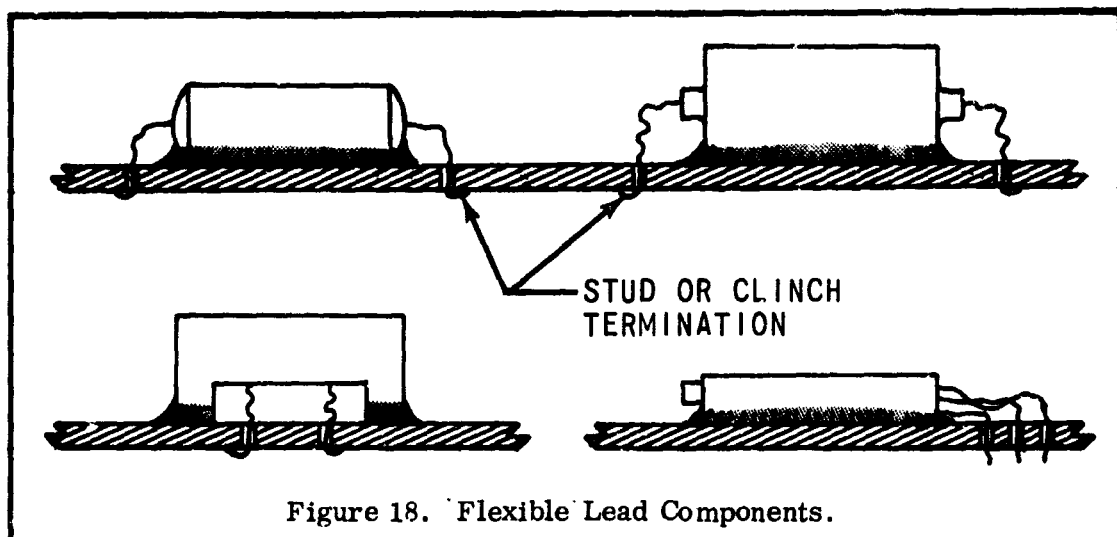 STUD OR CLINCH
TERMINATION
Figure 18. Flexible Lead Components.